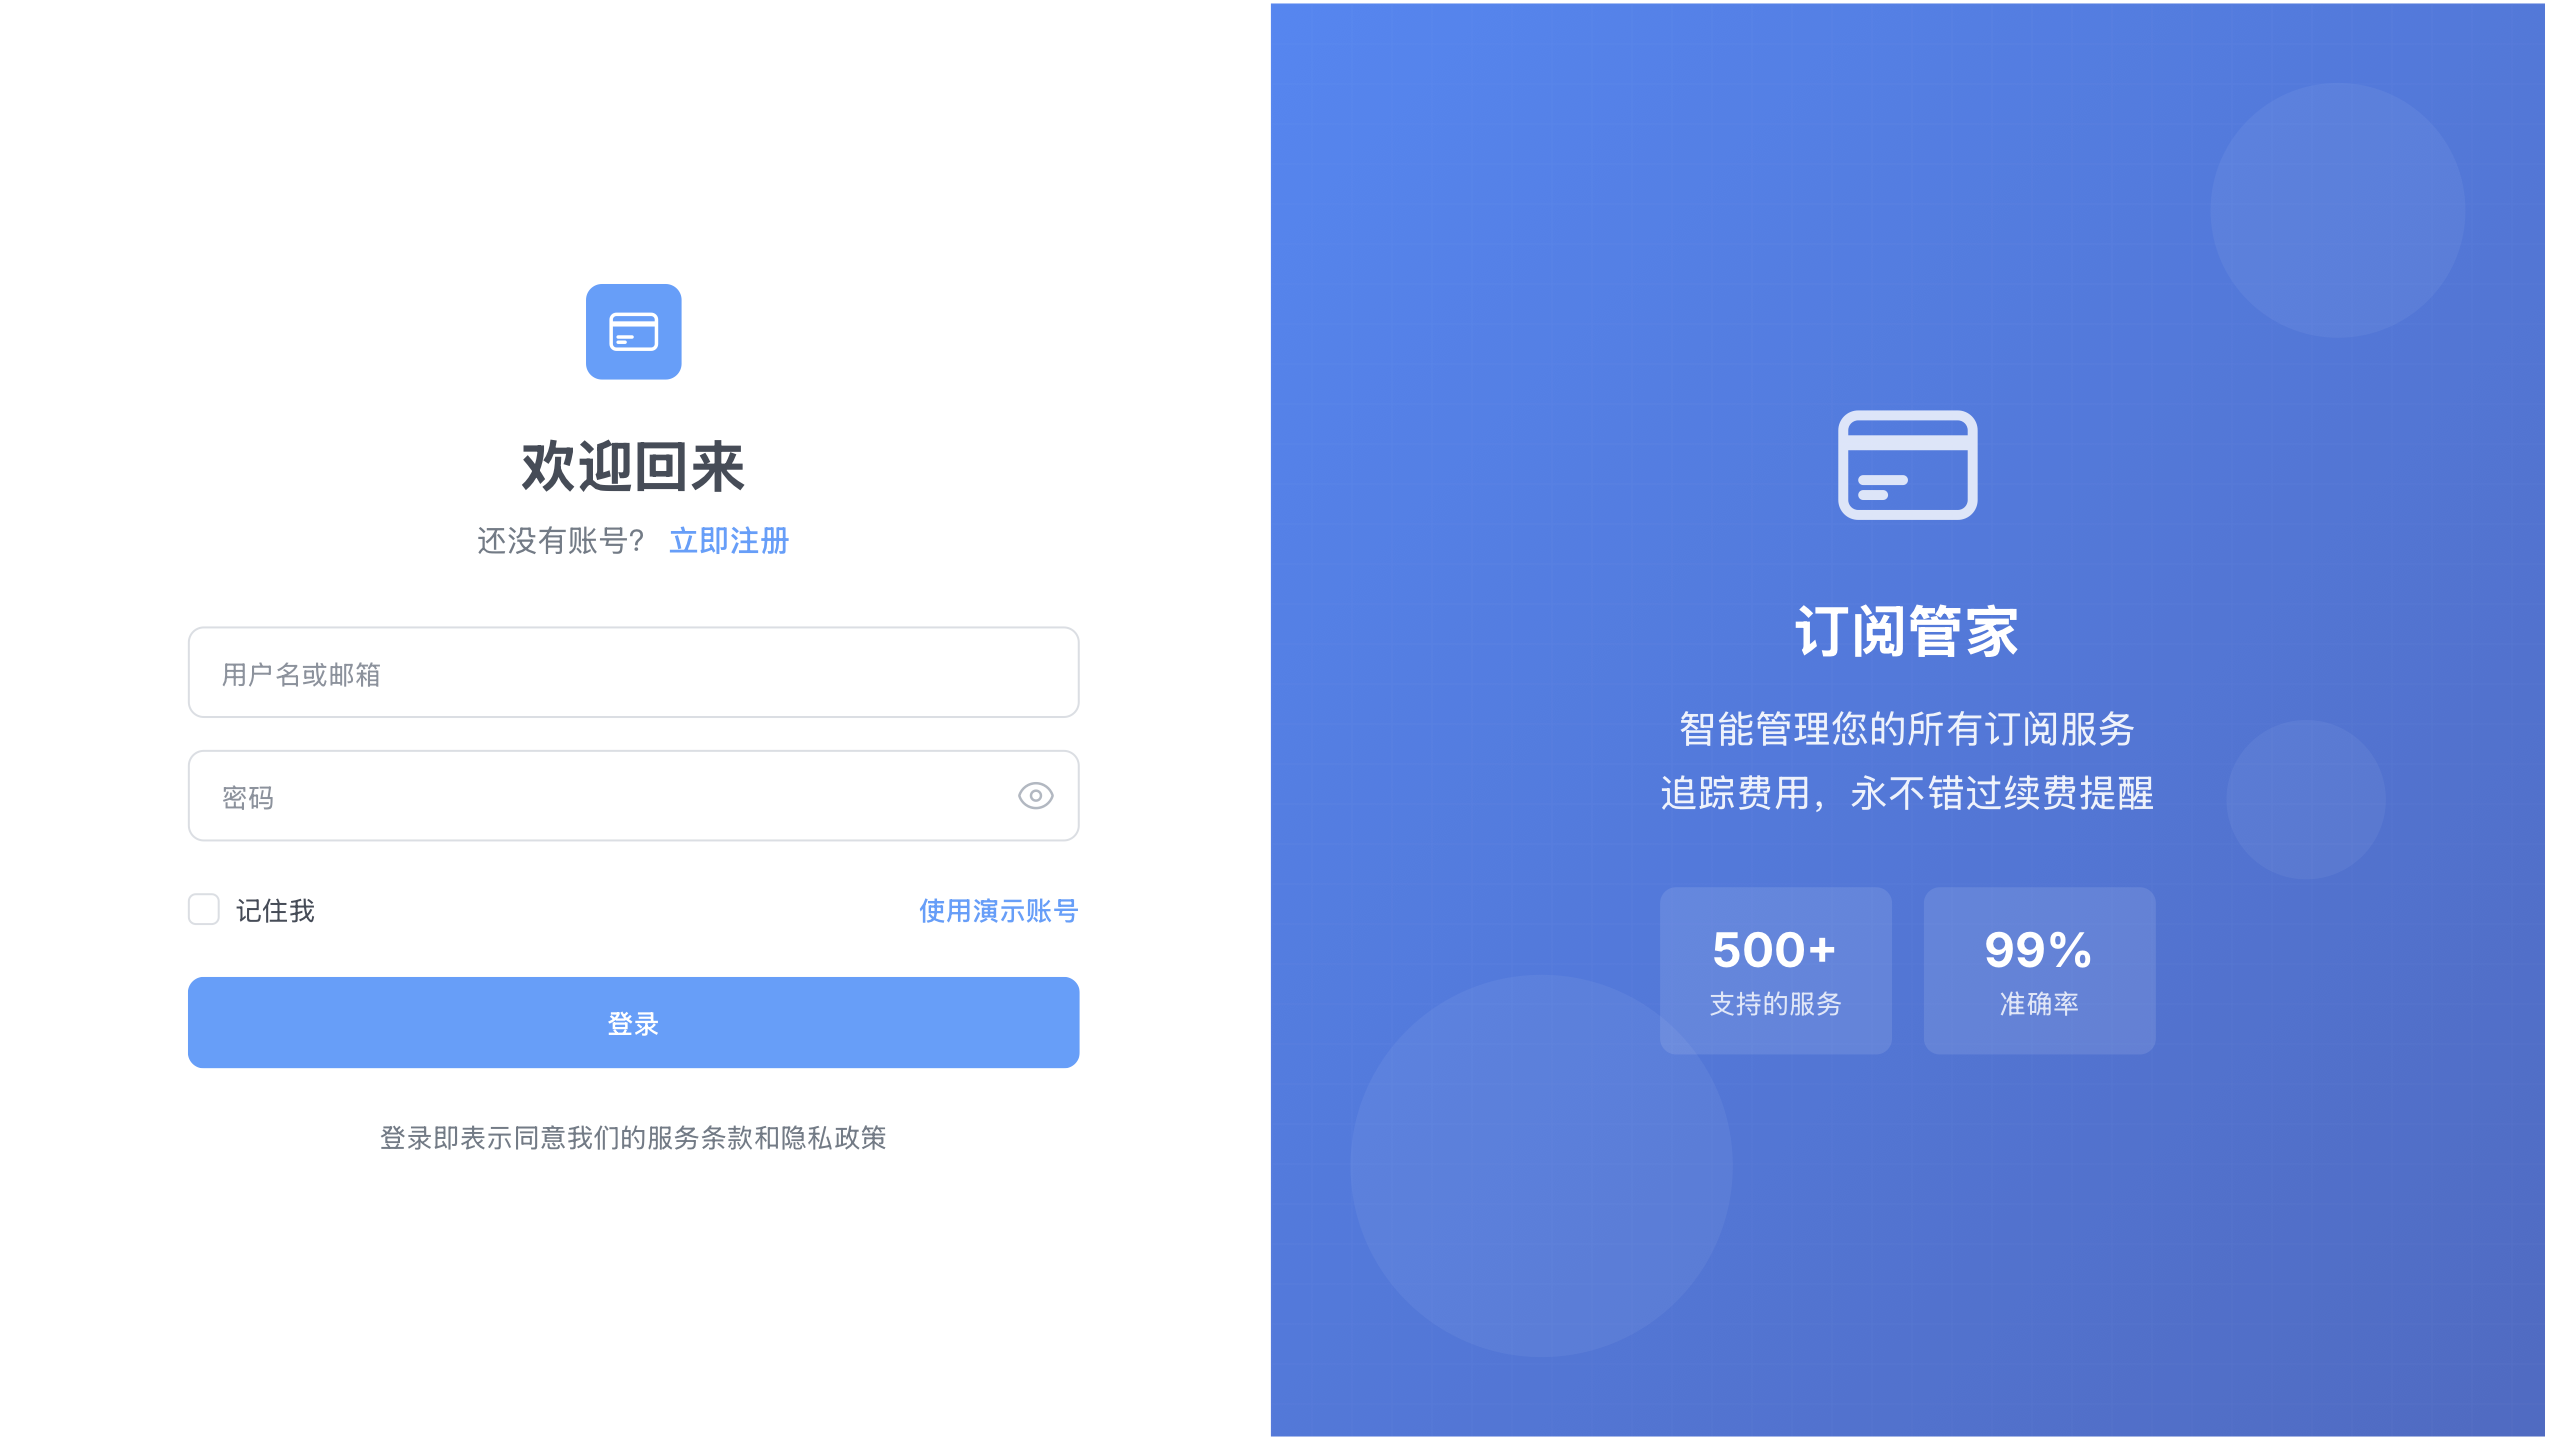 欢迎回来
还没有账号? 立即注册
用户名或邮箱
密码
记住我
使用演示账号
登录
登录即表示同意我们的服务条款和隐私政策
订阅管家
智能管理您的所有订阅服务
追踪费用，永不错过续费提醒
500+
支持的服务
99%
准确率